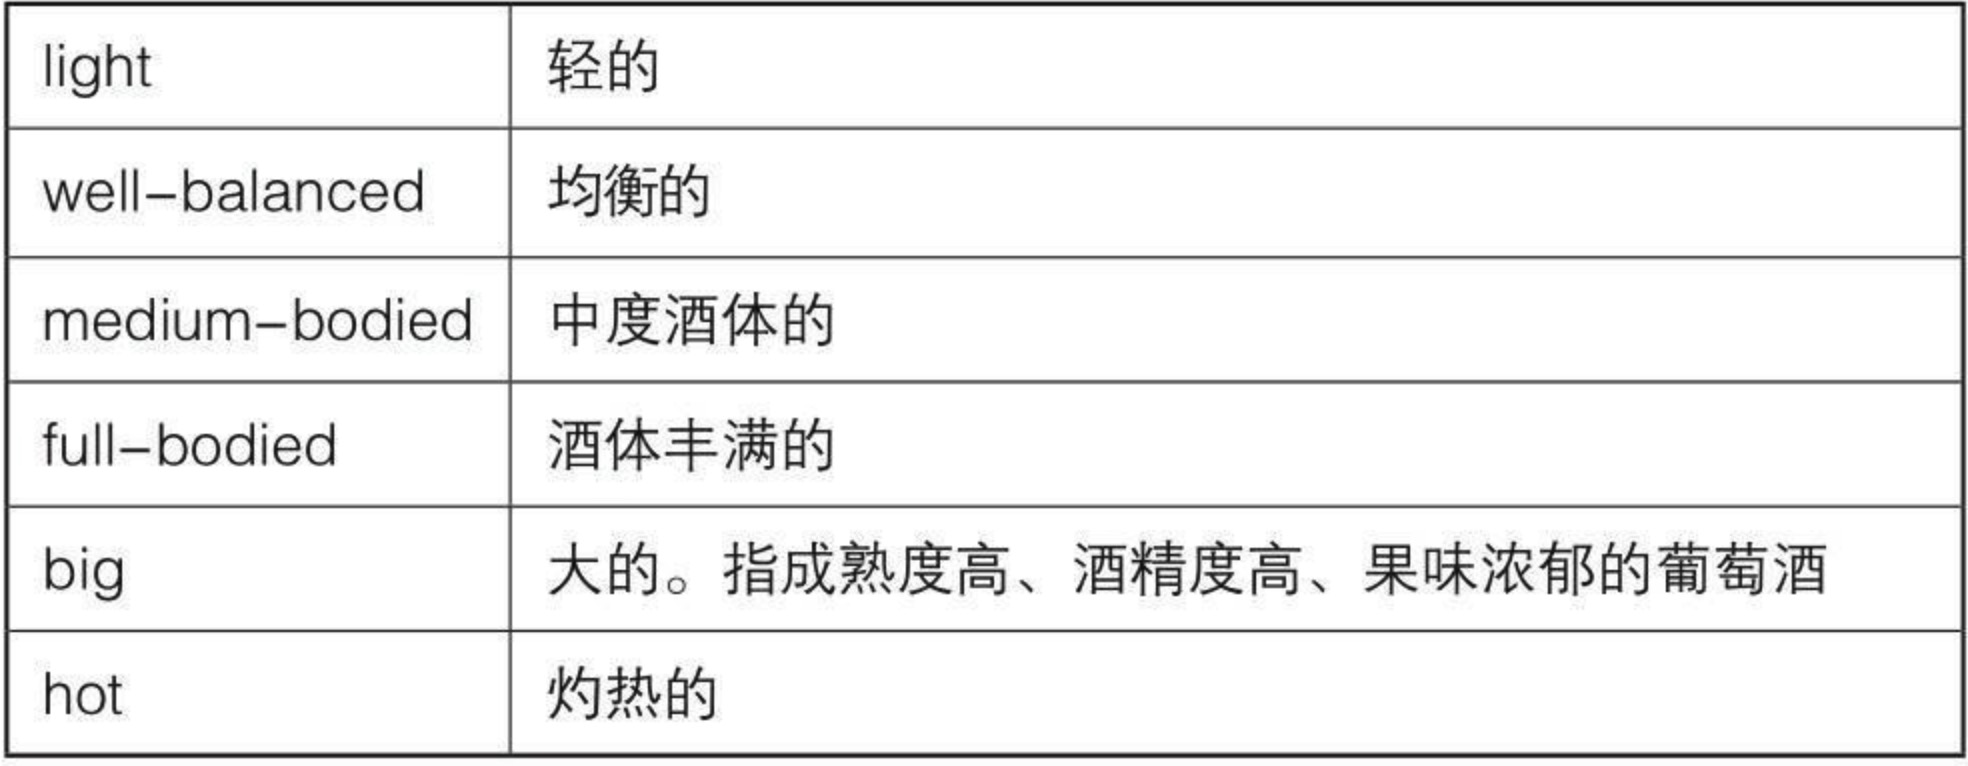 light 轻的
well-balanced 均衡的
medium-bodied 中度酒体的
full-bodied 酒体丰满的
big 大的。指成熟度高、酒精度高、果味浓郁的葡萄酒
hot 灼热的